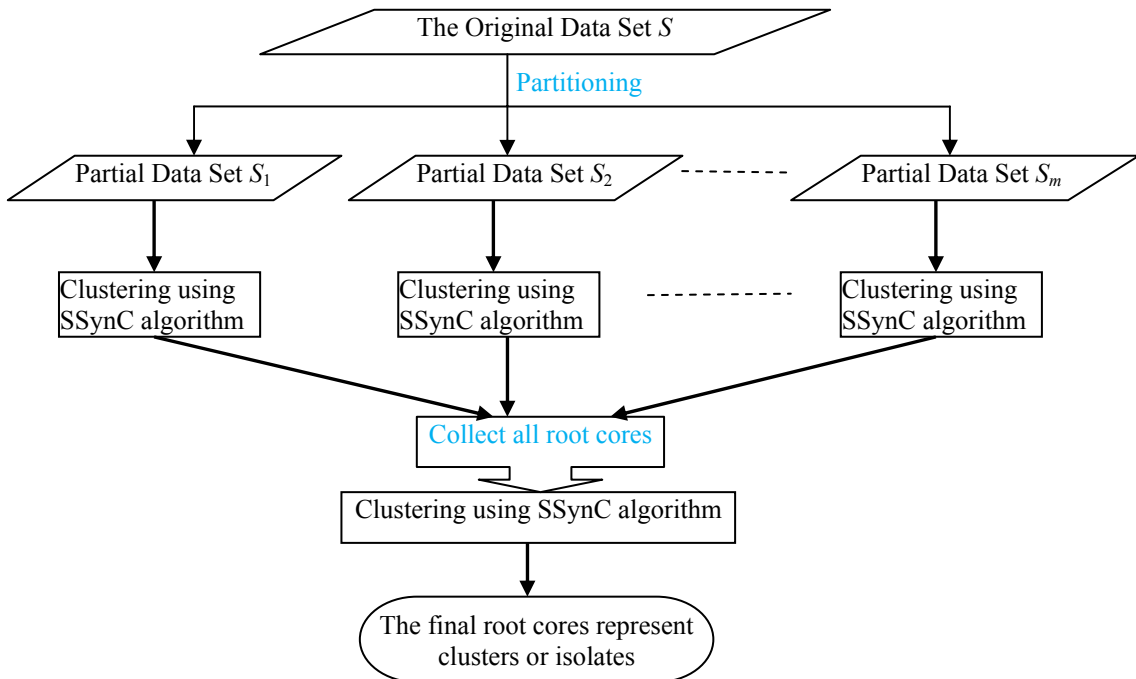 The Original Data Set S
Partitioning
Partial Data Set S₁
Partial Data Set S₂
Partial Data Set Sₘ
Clustering using
SSynC algorithm
Clustering using
SSynC algorithm
Clustering using
SSynC algorithm
Collect all root cores
Clustering using SSynC algorithm
The final root cores represent
clusters or isolates